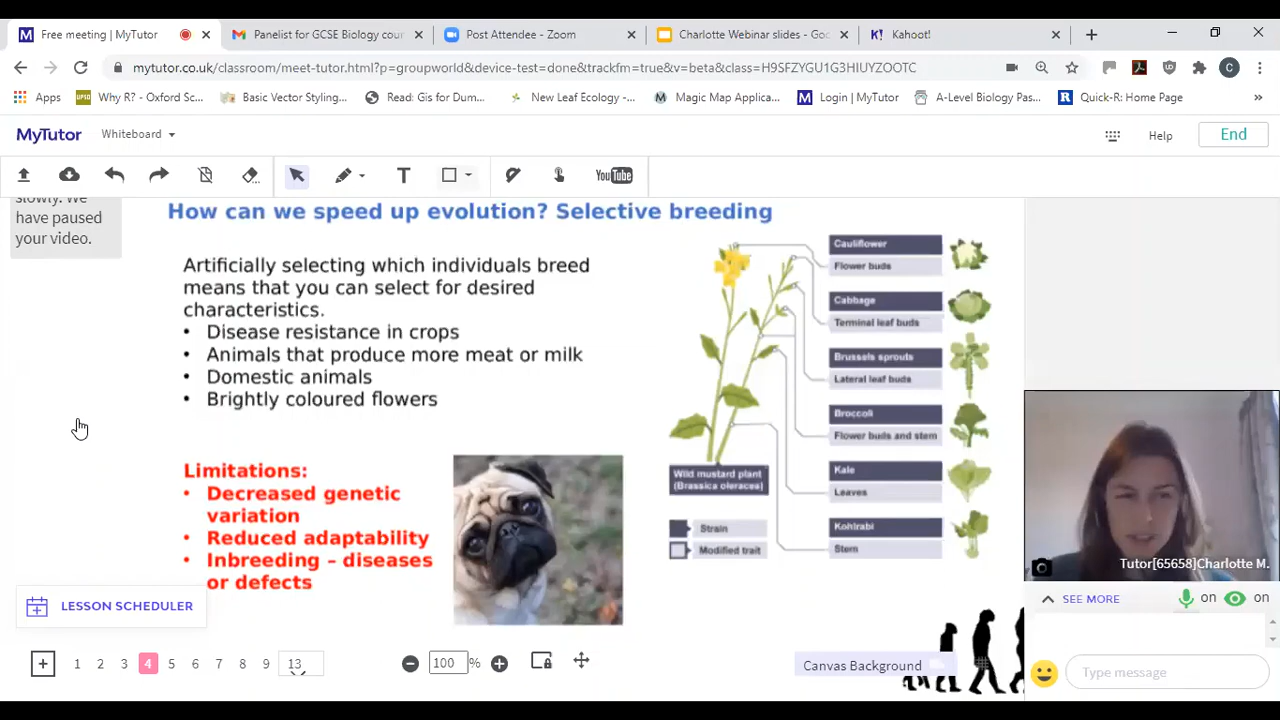 Free meeting | MyTutor
Panelist for GCSE Biology cou
Post Attendee - Zoom
Charlotte Webinar slides - Goo
Kahoot!
mytutor.co.uk/classroom/meet-tutor.html?p=groupworld&device-test=done&trackfm=true&v=beta&class=H9SFZYGU1G3HIUYZOOTC
C
Apps
Why R? - Oxford Sc...
Basic Vector Styling...
Read: Gis for Dum...
New Leaf Ecology -...
Magic Map Applica...
Login | MyTutor
A-Level Biology Pas...
Quick-R: Home Page
»
MyTutor
Whiteboard
Help
End
T
YouTube
slowly. We
have paused
your video.
How can we speed up evolution? Selective breeding
Artificially selecting which individuals breed
means that you can select for desired
characteristics.
• Disease resistance in crops
• Animals that produce more meat or milk
• Domestic animals
• Brightly coloured flowers
Limitations:
• Decreased genetic
variation
• Reduced adaptability
• Inbreeding – diseases
or defects
Cauliflower
Flower buds
Cabbage
Terminal leaf buds
Brussels sprouts
Lateral leaf buds
Broccoli
Flower buds and stem
Kale
Leaves
Kohlrabi
Stem
Wild mustard plant
(Brassica oleracea)
Strain
Modified trait
Tutor[65658]Charlotte M.
SEE MORE
on
on
LESSON SCHEDULER
1 2 3 4 5 6 7 8 9 13
100 %
Canvas Background
Type message